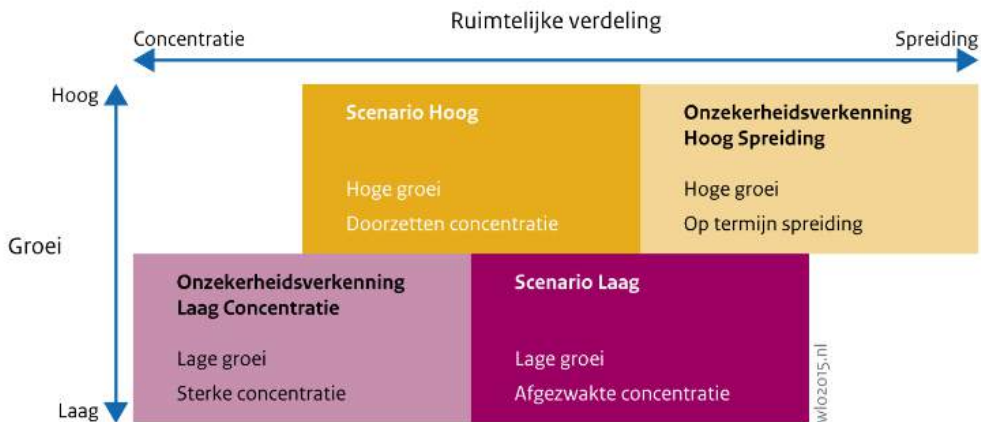 Ruimtelijke verdeling
Concentratie
Spreiding
Hoog
Groei
Laag
Scenario Hoog
Hoge groei
Doorzetten concentratie
Onzekerheidsverkenning
Hoog Spreiding
Hoge groei
Op termijn spreiding
Onzekerheidsverkenning
Laag Concentratie
Lage groei
Sterke concentratie
Scenario Laag
Lage groei
Afgezwakte concentratie
wlo2015.nl